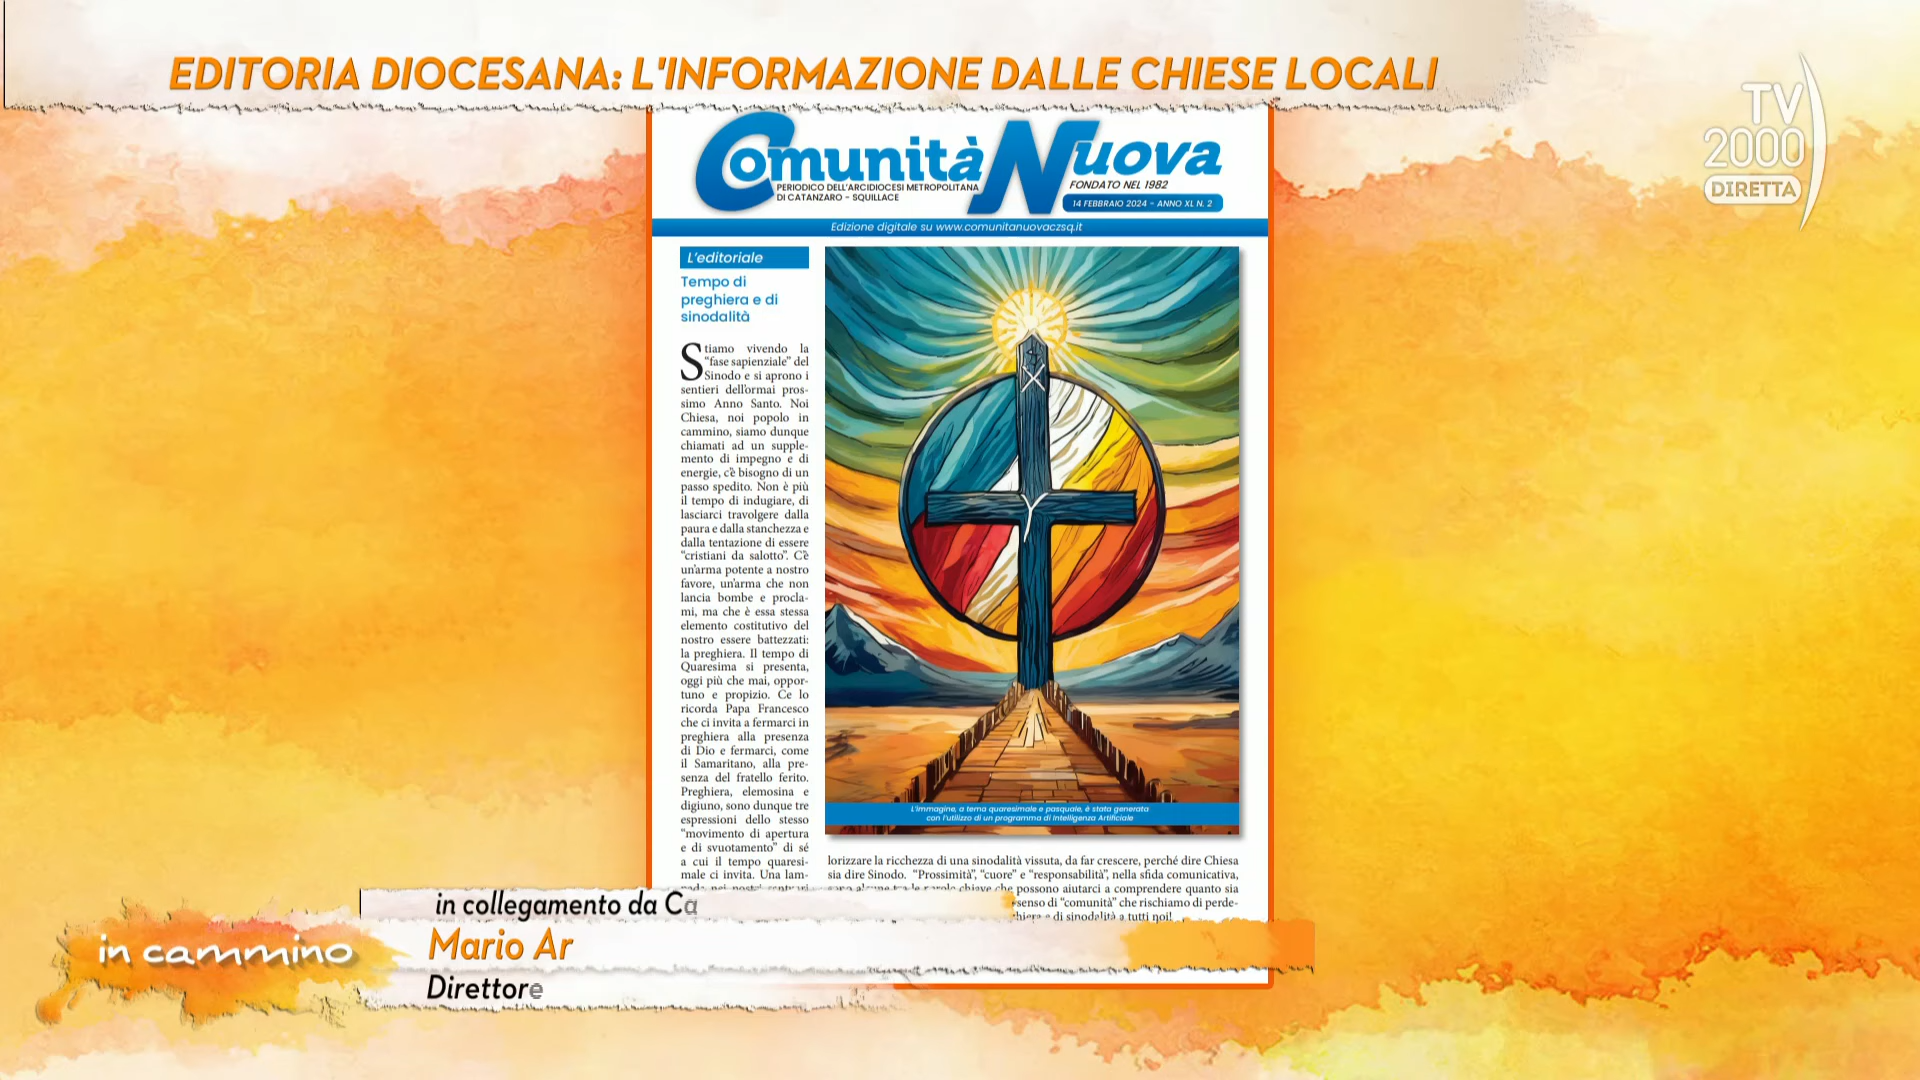 EDITORIA DIOCESANA: L'INFORMAZIONE DALLE CHIESE LOCALI
TV
2000
DIRETTA
Comunità Nuova
PERIODICO DELL'ARCIDIOCESI METROPOLITANA
DI CATANZARO - SQUILLACE
FONDATO NEL 1982
14 FEBBRAIO 2024 - ANNO XL N. 2
Edizione digitale su www.comunitanuovaczsq.it
L'editoriale
Tempo di
preghiera e di
sinodalità
Stiamo vivendo la
"fase sapienziale" del
Sinodo e si aprono i
sentieri dell'ormai pros-
simo Anno Santo. Noi
Chiesa, noi popolo in
cammino, siamo dunque
chiamati ad un supple-
mento di impegno e di
energie, c'è bisogno di un
passo spedito. Non è più
il tempo di indugiare, di
lasciarci travolgere dalla
paura e dalla stanchezza e
dalla tentazione di essere
"cristiani da salotto". C'è
un'arma potente a nostro
favore, un'arma che non
lancia bombe e procla-
mi, ma che è essa stessa
elemento costitutivo del
nostro essere battezzati:
la preghiera. Il tempo di
Quaresima si presenta,
oggi più che mai, oppor-
tuno e propizio. Ce lo
ricorda Papa Francesco
che ci invita a fermarci in
preghiera alla presenza
di Dio e fermarci, come
il Samaritano, alla pre-
senza del fratello ferito.
Preghiera, elemosina e
digiuno, sono dunque tre
espressioni dello stesso
"movimento di apertura
e di svuotamento" di sé
a cui il tempo quaresi-
male ci invita. Una lam-
L'immagine, a tema quaresimale e pasquale, è stata generata
con l'utilizzo di un programma di Intelligenza Artificiale
lorizzare la ricchezza di una sinodalità vissuta, da far crescere, perché dire Chiesa
sia dire Sinodo. "Prossimità", "cuore" e "responsabilità", nella sfida comunicativa,
possono aiutarci a comprendere quanto sia
senso di "comunità" che rischiamo di perde-
e di sinodalità a tutti noi!
in collegamento da Ca
Mario Ar
Direttore
in cammino